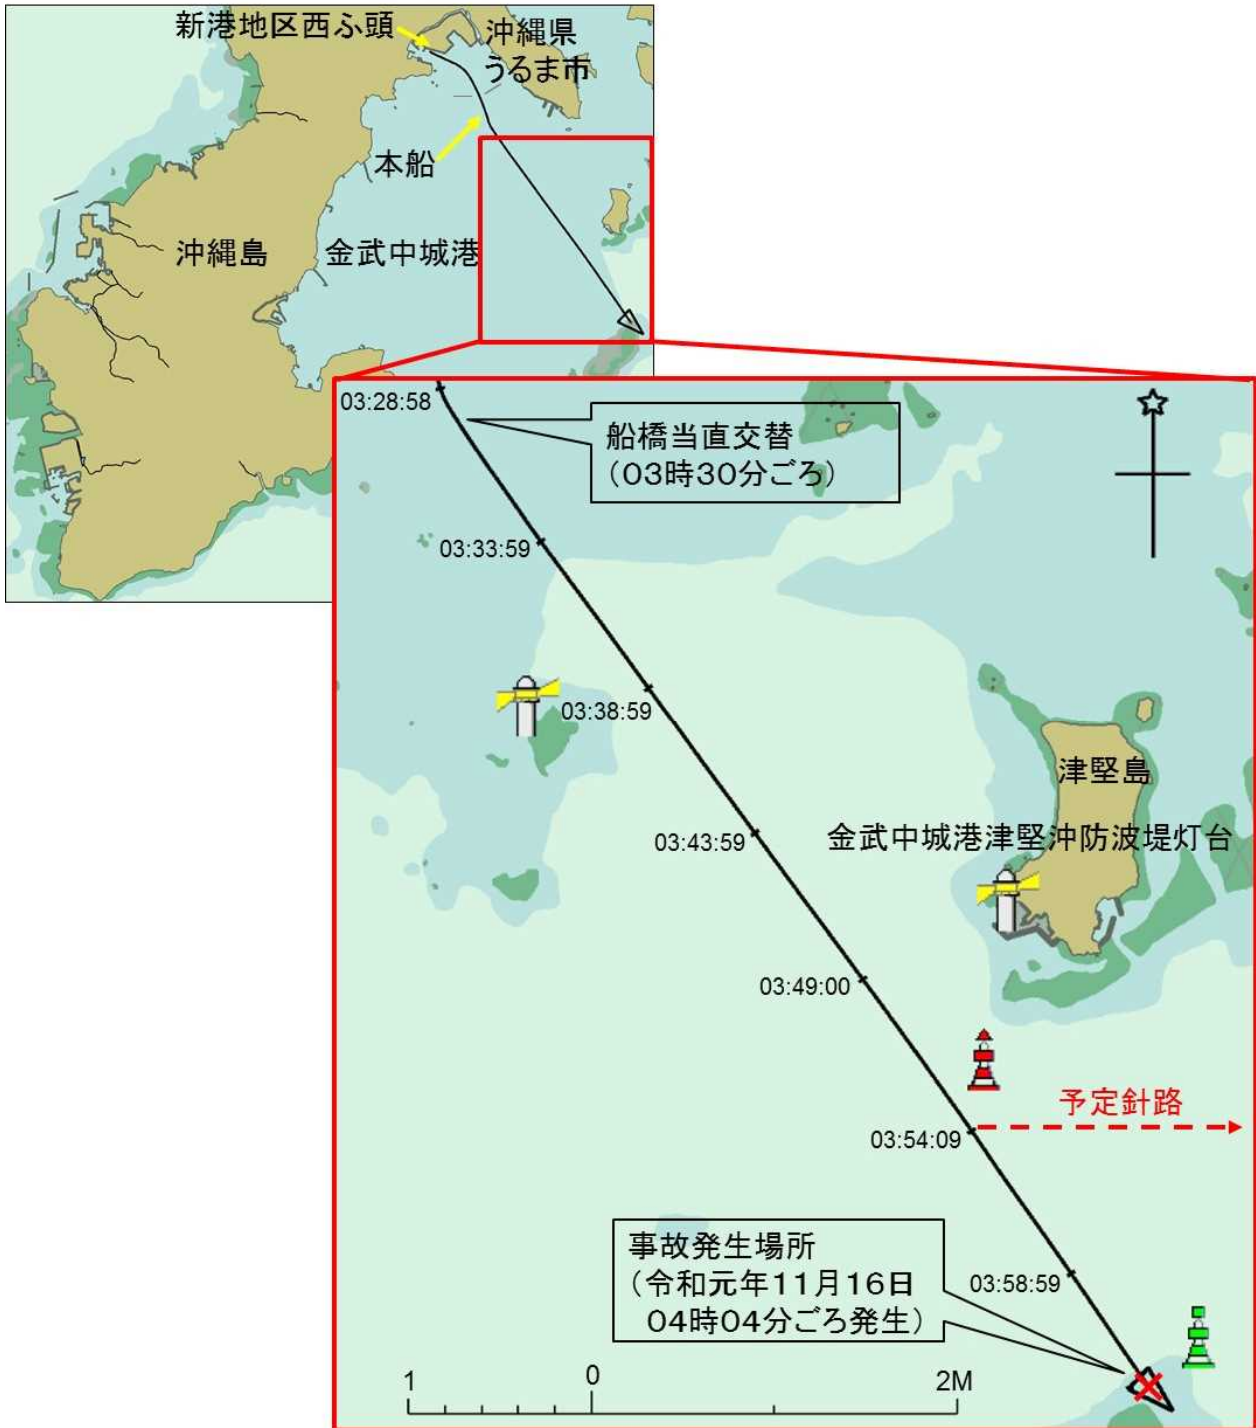 新港地区西ふ頭
沖縄県
うるま市
本船
沖縄島
金武中城港
03:28:58
船橋当直交替
（03時30分ごろ）
03:33:59
03:38:59
津堅島
03:43:59
金武中城港津堅沖防波堤灯台
03:49:00
予定針路
03:54:09
事故発生場所
（令和元年11月16日
04時04分ごろ発生）
03:58:59
1 0 2M